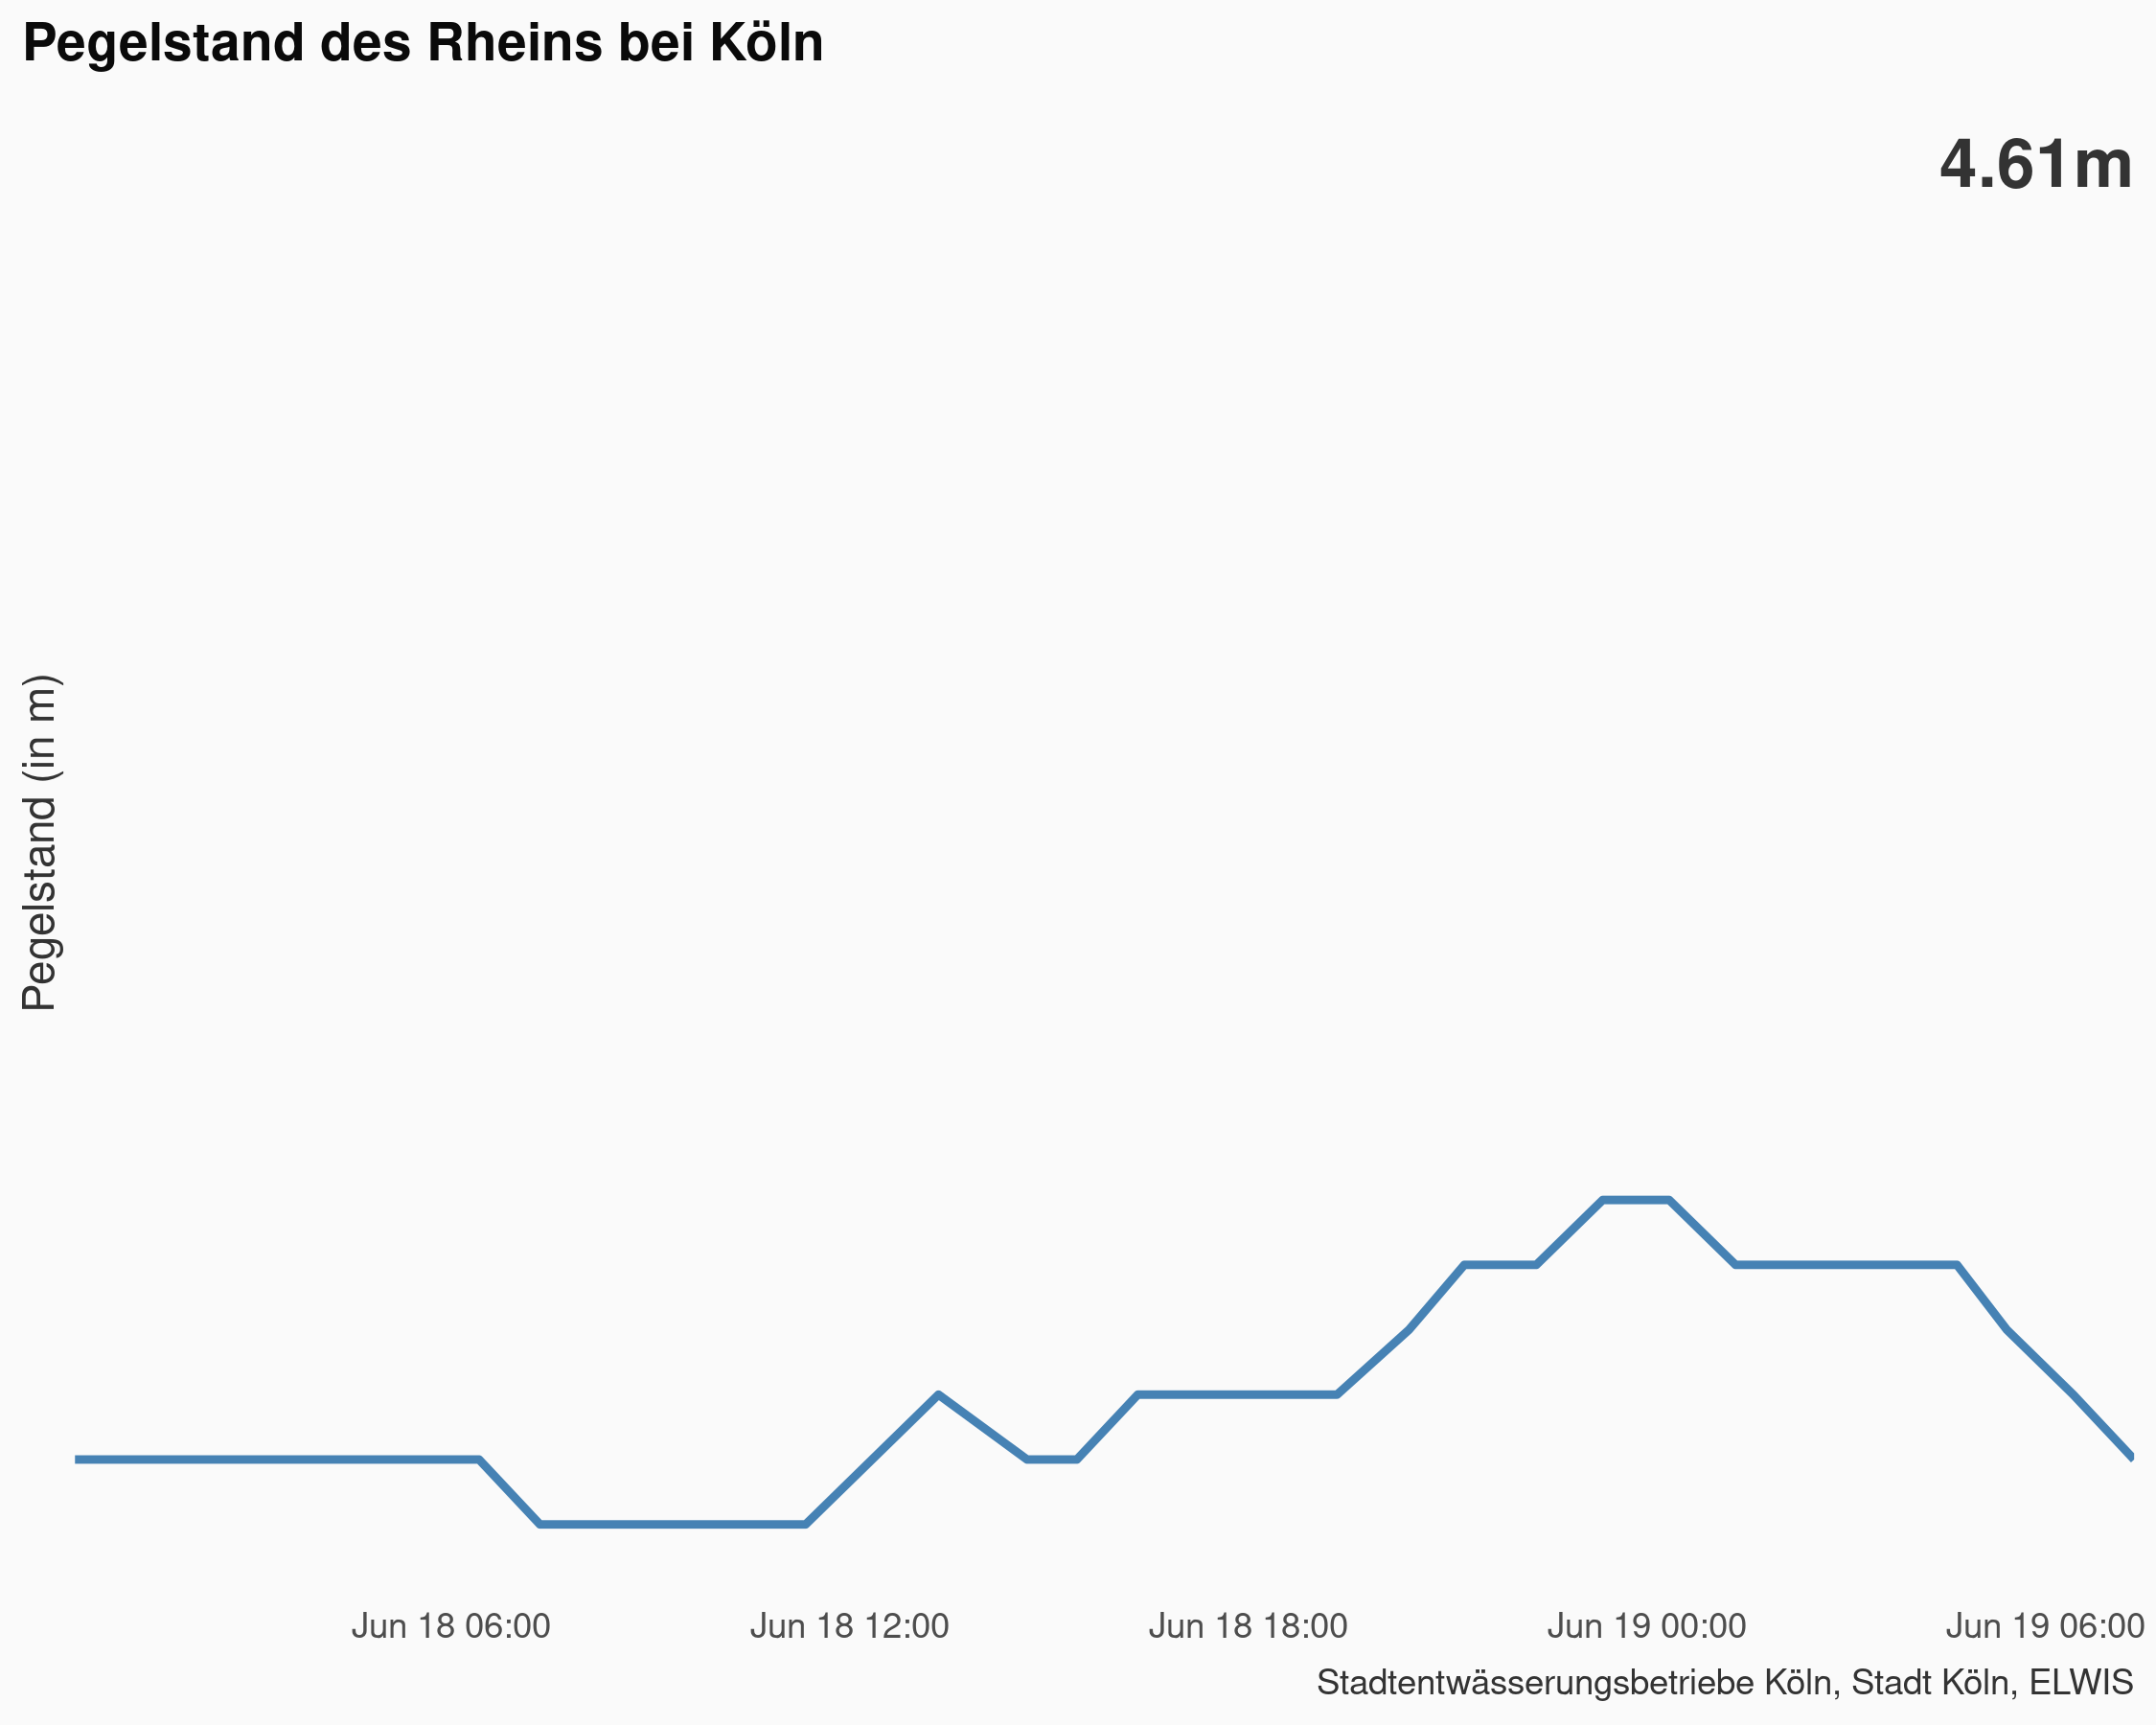 Pegelstand des Rheins bei Köln
4.61m
Pegelstand (in m)
Jun 18 06:00
Jun 18 12:00
Jun 18 18:00
Jun 19 00:00
Jun 19 06:00
Stadtentwässerungsbetriebe Köln, Stadt Köln, ELWIS